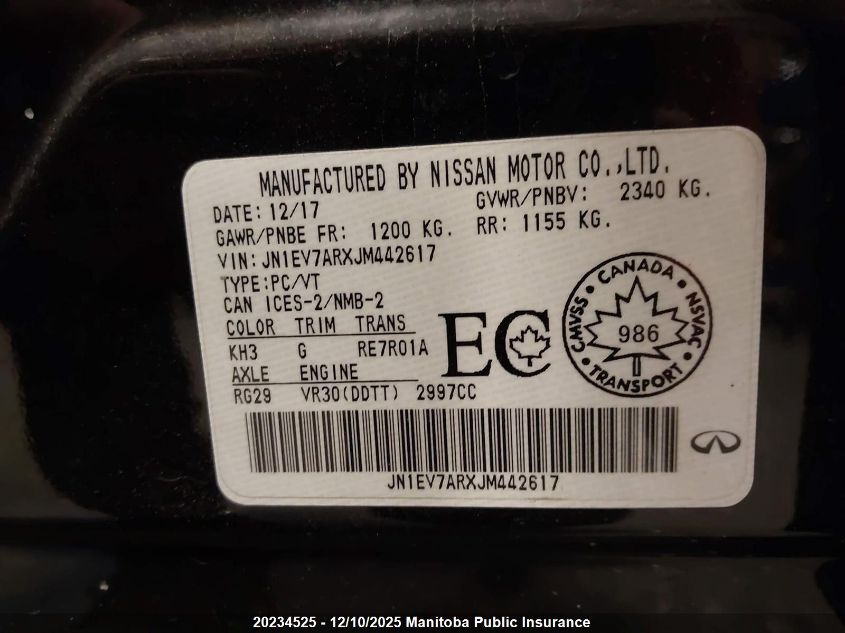 MANUFACTURED BY NISSAN MOTOR CO.,LTD.
DATE: 12/17 GVWR/PNBV: 2340 KG.
GAWR/PNBE FR: 1200 KG. RR: 1155 KG.
VIN: JN1EV7ARXJM442617
TYPE:PC/VT
CAN ICES-2/NMB-2
COLOR TRIM TRANS
KH3 G RE7R01A
AXLE ENGINE
RG29 VR30(DDTT) 2997CC
EC
CANADA
CMVSS
986
NSVAC
TRANSPORT
JN1EV7ARXJM442617
20234525 - 12/10/2025 Manitoba Public Insurance